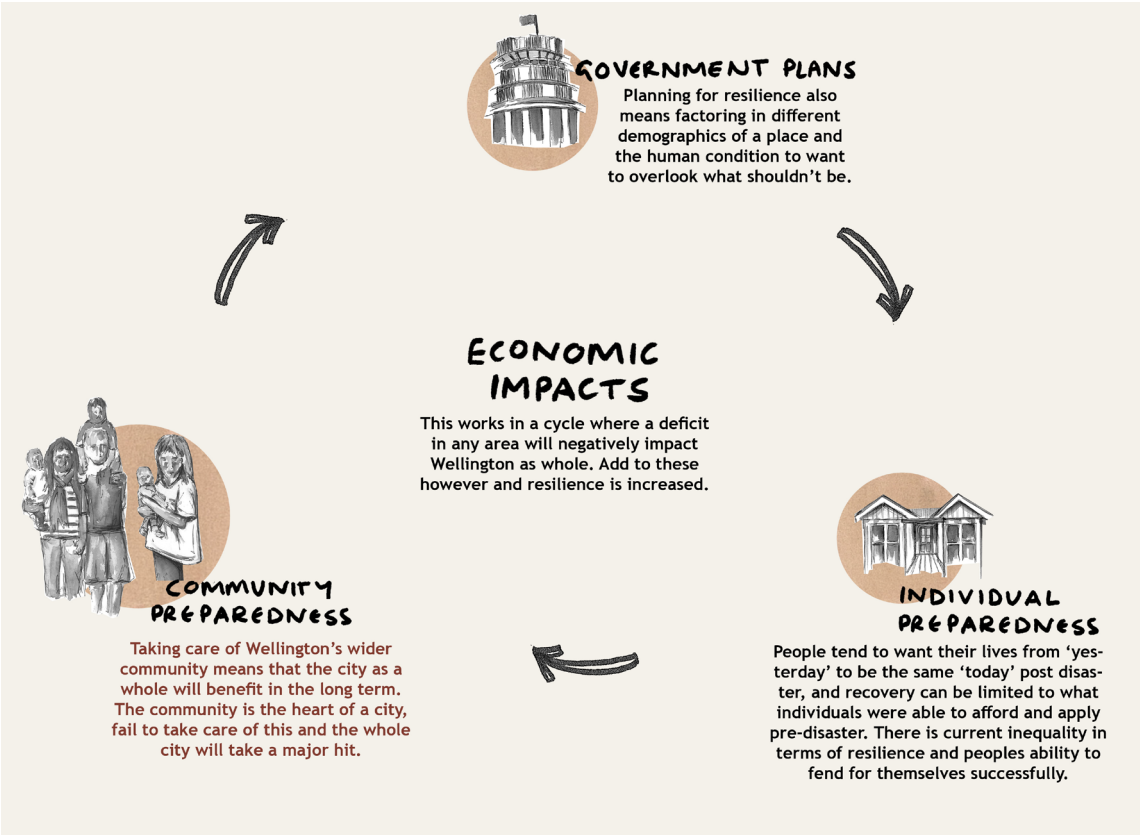 GOVERNMENT PLANS
Planning for resilience also
means factoring in different
demographics of a place and
the human condition to want
to overlook what shouldn't be.
ECONOMIC
IMPACTS
This works in a cycle where a deficit
in any area will negatively impact
Wellington as whole. Add to these
however and resilience is increased.
COMMUNITY
PREPAREDNESS
Taking care of Wellington's wider
community means that the city as a
whole will benefit in the long term.
The community is the heart of a city,
fail to take care of this and the whole
city will take a major hit.
INDIVIDUAL
PREPAREDNESS
People tend to want their lives from ‘yes-
terday’ to be the same ‘today’ post disas-
ter, and recovery can be limited to what
individuals were able to afford and apply
pre-disaster. There is current inequality in
terms of resilience and peoples ability to
fend for themselves successfully.